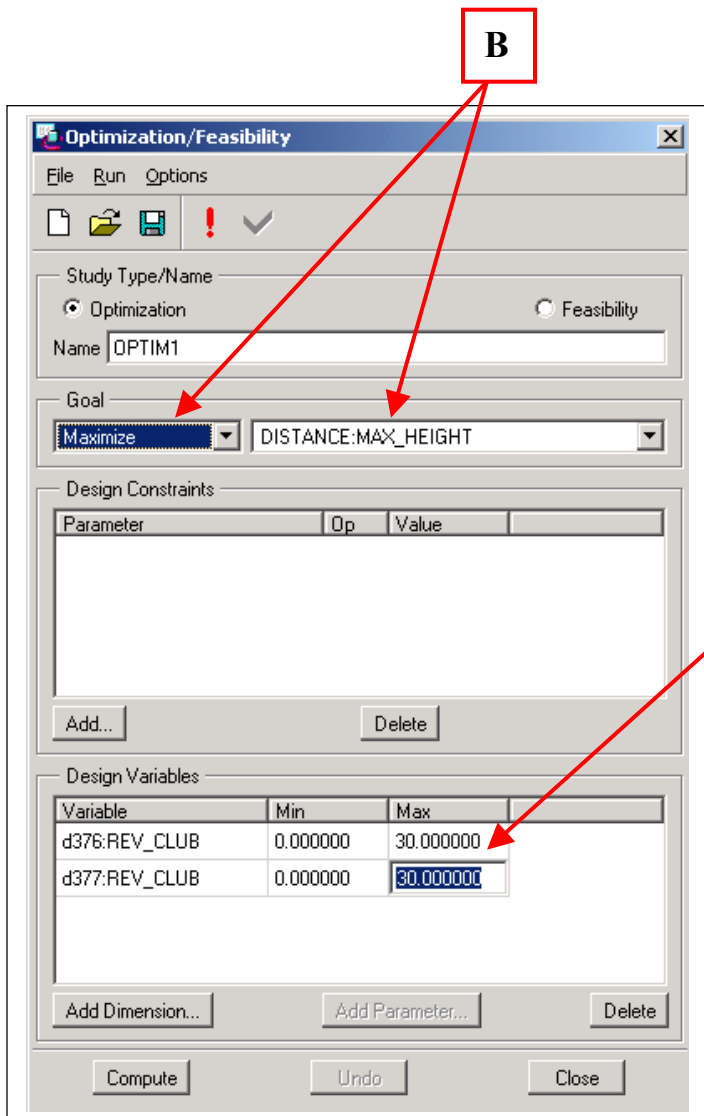 B
Optimization/Feasibility
File Run Options
Study Type/Name
Optimization Feasibility
Name OPTIM1
Goal
Maximize DISTANCE:MAX_HEIGHT
Design Constraints
Parameter Op Value
Add... Delete
Design Variables
Variable Min Max
d376:REV_CLUB 0.000000 30.000000
d377:REV_CLUB 0.000000 30.000000
Add Dimension... Add Parameter... Delete
Compute Undo Close